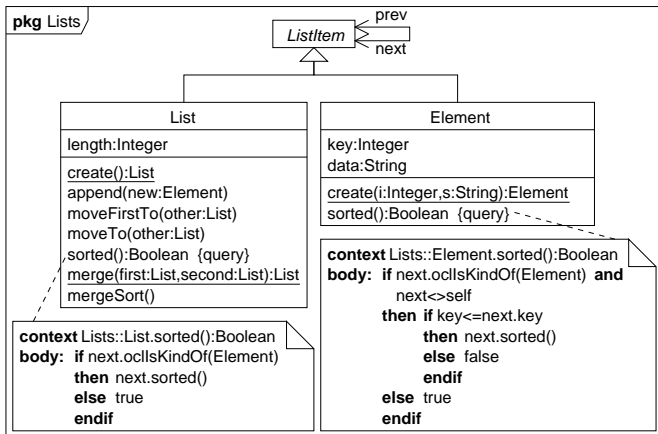 pkg Lists
ListItem
prev
next
List
length:Integer
create():List
append(new:Element)
moveFirstTo(other:List)
moveTo(other:List)
sorted():Boolean {query}
merge(first:List,second:List):List
mergeSort()
Element
key:Integer
data:String
create(i:Integer,s:String):Element
sorted():Boolean {query}
context Lists::List.sorted():Boolean
body: if next.oclIsKindOf(Element)
then next.sorted()
else true
endif
context Lists::Element.sorted():Boolean
body: if next.oclIsKindOf(Element) and
next<>self
then if key<=next.key
then next.sorted()
else false
endif
else true
endif